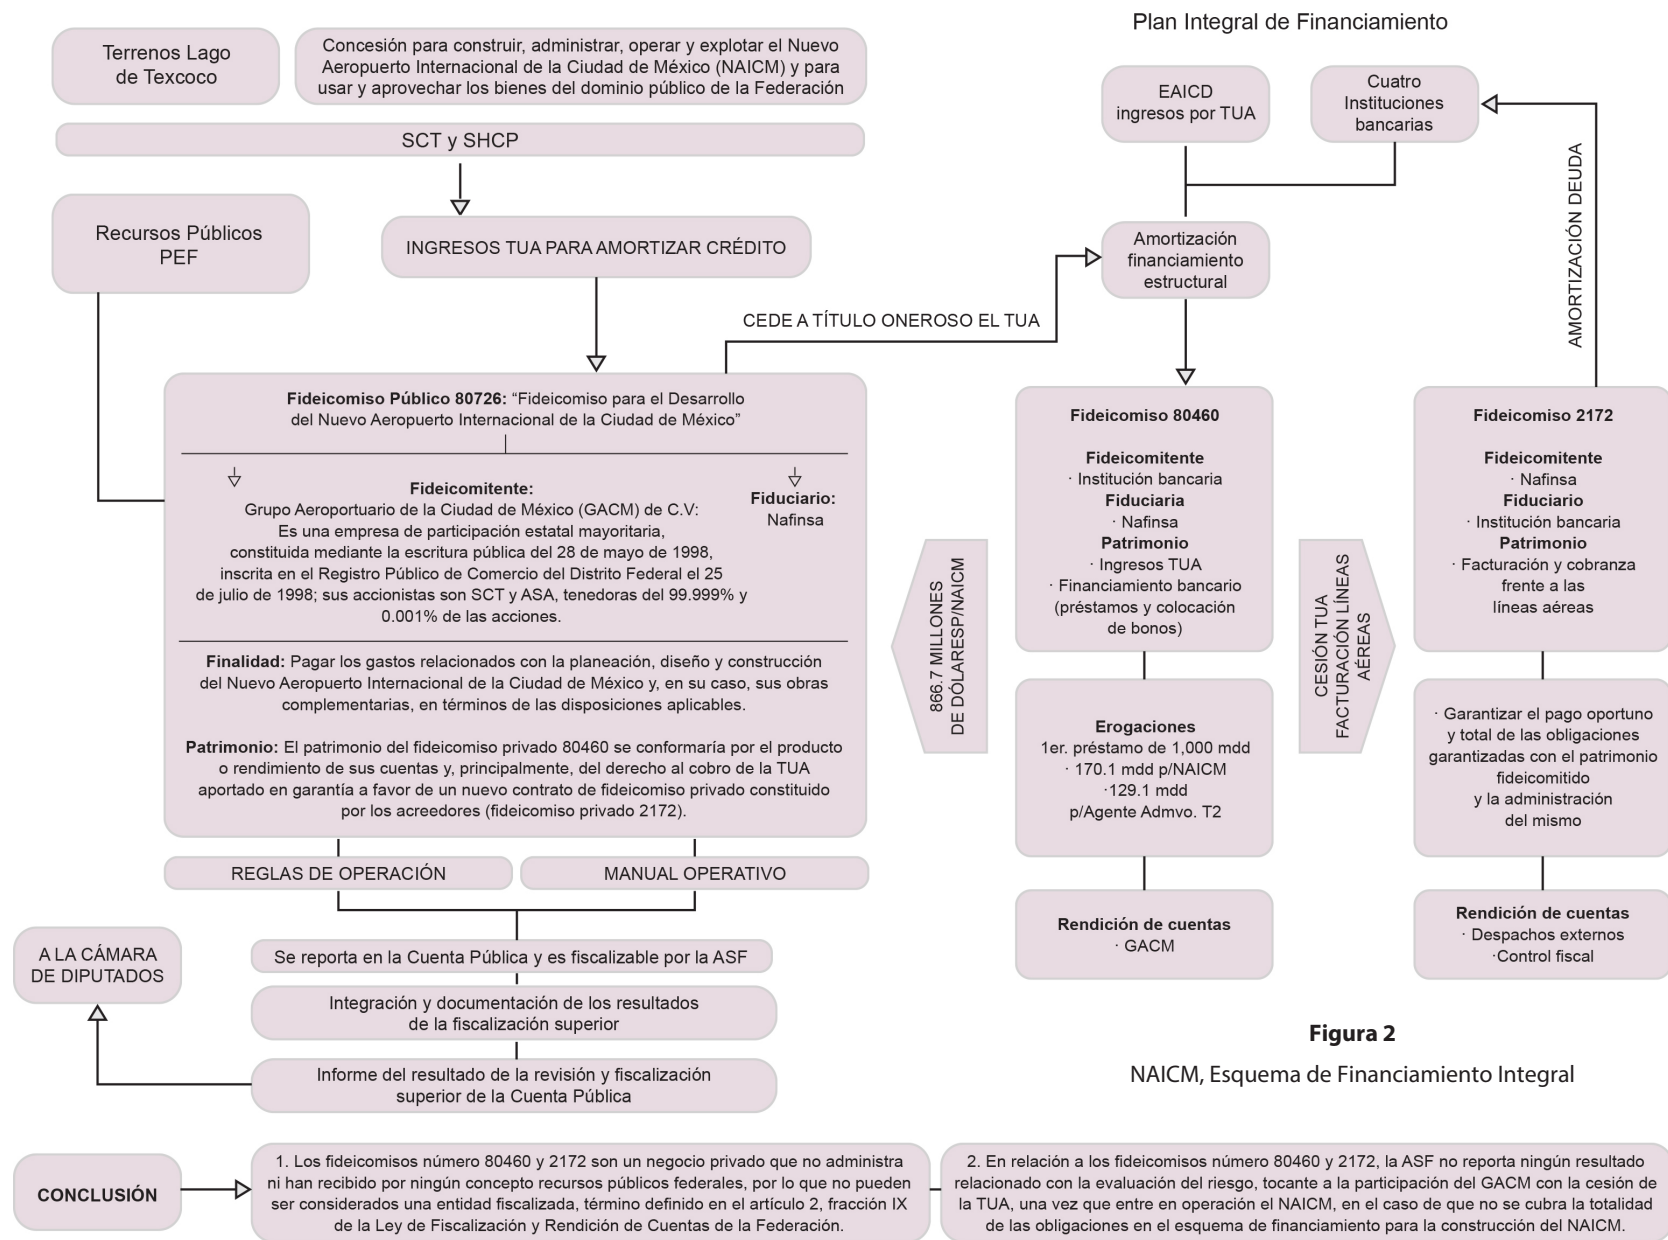 Plan Integral de Financiamiento
Terrenos Lago
de Texcoco
Concesión para construir, administrar, operar y explotar el Nuevo
Aeropuerto Internacional de la Ciudad de México (NAICM) y para
usar y aprovechar los bienes del dominio público de la Federación
SCT y SHCP
Recursos Públicos
PEF
INGRESOS TUA PARA AMORTIZAR CRÉDITO
EAICD
ingresos por TUA
Cuatro
Instituciones
bancarias
Amortización
financiamiento
estructural
AMORTIZACIÓN DEUDA
CEDE A TÍTULO ONEROSO EL TUA
Fideicomiso Público 80726: “Fideicomiso para el Desarrollo
del Nuevo Aeropuerto Internacional de la Ciudad de México”
Fideicomitente:
Grupo Aeroportuario de la Ciudad de México (GACM) de C.V:
Es una empresa de participación estatal mayoritaria,
constituida mediante la escritura pública del 28 de mayo de 1998,
inscrita en el Registro Público de Comercio del Distrito Federal el 25
de julio de 1998; sus accionistas son SCT y ASA, tenedoras del 99.999% y
0.001% de las acciones.
Fiduciario:
Nafinsa
Finalidad: Pagar los gastos relacionados con la planeación, diseño y construcción
del Nuevo Aeropuerto Internacional de la Ciudad de México y, en su caso, sus obras
complementarias, en términos de las disposiciones aplicables.
Patrimonio: El patrimonio del fideicomiso privado 80460 se conformaría por el producto
o rendimiento de sus cuentas y, principalmente, del derecho al cobro de la TUA
aportado en garantía a favor de un nuevo contrato de fideicomiso privado constituido
por los acreedores (fideicomiso privado 2172).
866.7 MILLONES
DE DÓLARESP/NAICM
Fideicomiso 80460
Fideicomitente
· Institución bancaria
Fiduciaria
· Nafinsa
Patrimonio
· Ingresos TUA
· Financiamiento bancario
(préstamos y colocación
de bonos)
Erogaciones
1er. préstamo de 1,000 mdd
· 170.1 mdd p/NAICM
·129.1 mdd
p/Agente Admvo. T2
Rendición de cuentas
· GACM
CESIÓN TUA
FACTURACIÓN LÍNEAS
AÉREAS
Fideicomiso 2172
Fideicomitente
· Nafinsa
Fiduciario
· Institución bancaria
Patrimonio
· Facturación y cobranza
frente a las
líneas aéreas
· Garantizar el pago oportuno
y total de las obligaciones
garantizadas con el patrimonio
fideicomitido
y la administración
del mismo
Rendición de cuentas
· Despachos externos
·Control fiscal
REGLAS DE OPERACIÓN
MANUAL OPERATIVO
Se reporta en la Cuenta Pública y es fiscalizable por la ASF
Integración y documentación de los resultados
de la fiscalización superior
Informe del resultado de la revisión y fiscalización
superior de la Cuenta Pública
A LA CÁMARA
DE DIPUTADOS
Figura 2
NAICM, Esquema de Financiamiento Integral
CONCLUSIÓN
1. Los fideicomisos número 80460 y 2172 son un negocio privado que no administra
ni han recibido por ningún concepto recursos públicos federales, por lo que no pueden
ser considerados una entidad fiscalizada, término definido en el artículo 2, fracción IX
de la Ley de Fiscalización y Rendición de Cuentas de la Federación.
2. En relación a los fideicomisos número 80460 y 2172, la ASF no reporta ningún resultado
relacionado con la evaluación del riesgo, tocante a la participación del GACM con la cesión de
la TUA, una vez que entre en operación el NAICM, en el caso de que no se cubra la totalidad
de las obligaciones en el esquema de financiamiento para la construcción del NAICM.